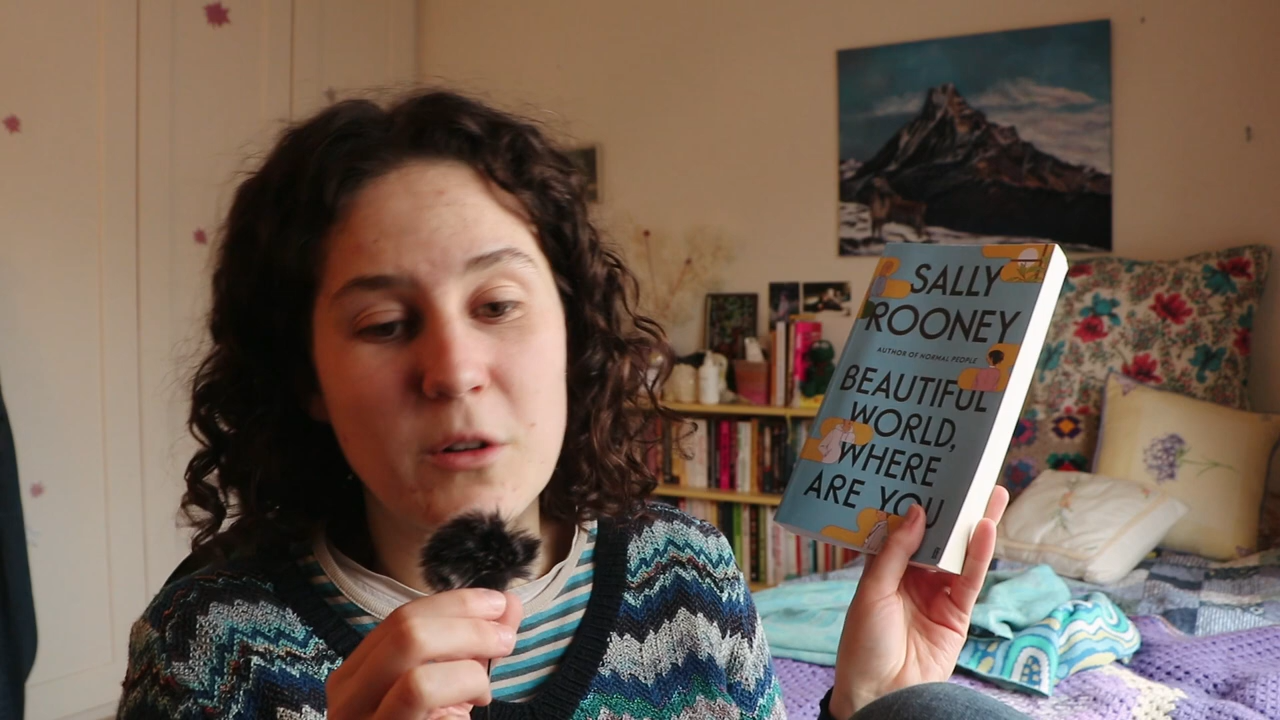 SALLY
ROONEY
AUTHOR OF NORMAL PEOPLE
BEAUTIFUL
WORLD,
WHERE
ARE YOU